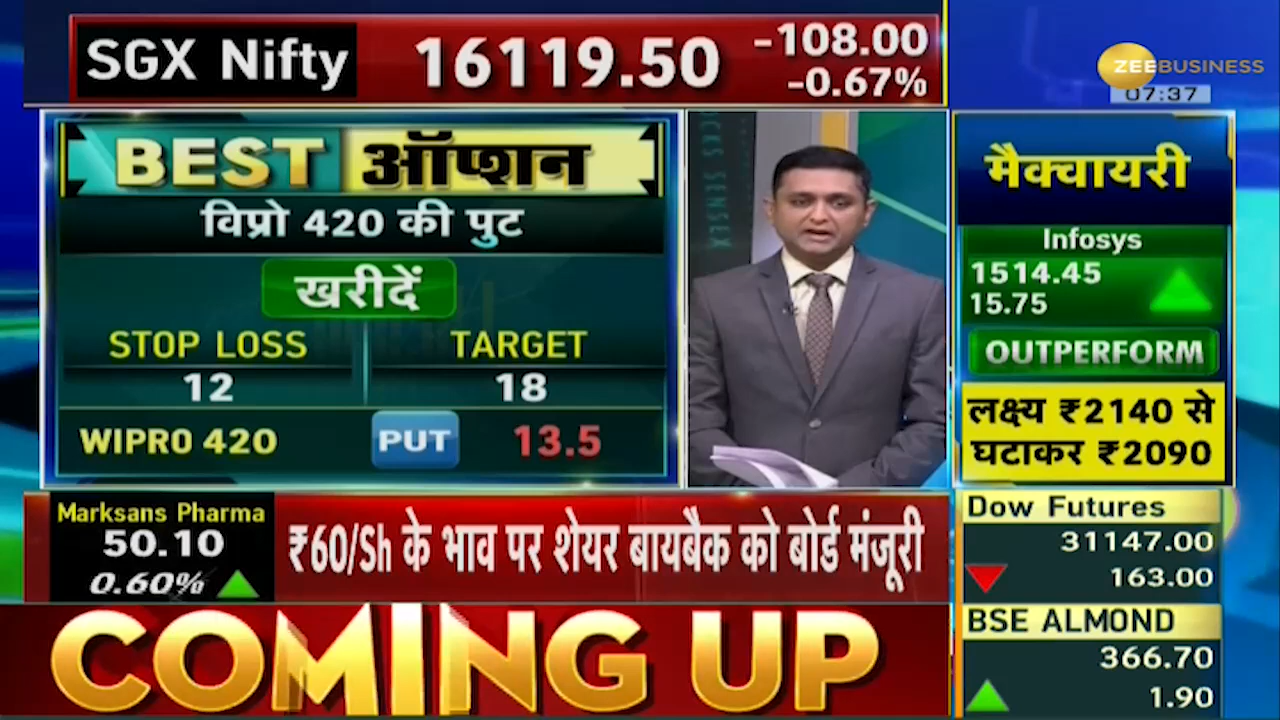 SGX Nifty
16119.50
-108.00
-0.67%
ZEEBUSINESS
07:37
BEST ऑप्शन
विप्रो 420 की पुट
खरीदें
STOP LOSS
TARGET
12
18
WIPRO 420
PUT
13.5
SENSEX
मैक्वायरी
Infosys
1514.45
15.75
OUTPERFORM
लक्ष्य ₹2140 से
घटाकर ₹2090
Marksans Pharma
50.10
0.60%
₹60/Sh के भाव पर शेयर बायबैक को बोर्ड मंजूरी
Dow Futures
31147.00
163.00
BSE ALMOND
366.70
1.90
COMING UP